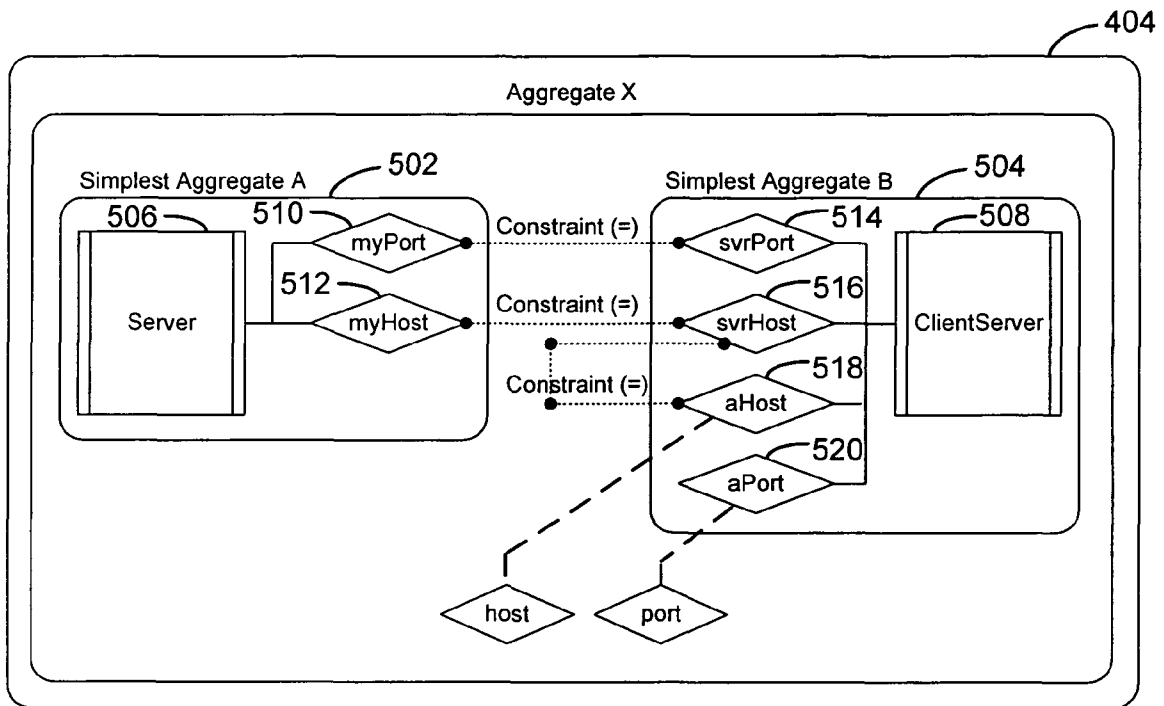 404
Aggregate X
Simplest Aggregate A
502
Simplest Aggregate B
504
506
510
myPort
Constraint (=)
514
svrPort
508
512
Server
myHost
Constraint (=)
516
svrHost
ClientServer
Constraint (=)
518
aHost
520
aPort
host
port